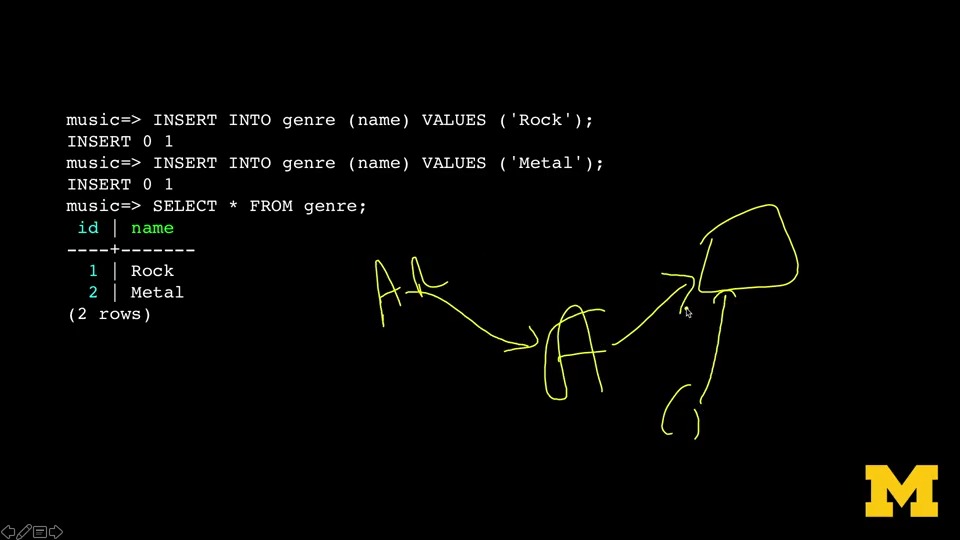 music=> INSERT INTO genre (name) VALUES ('Rock');
INSERT 0 1
music=> INSERT INTO genre (name) VALUES ('Metal');
INSERT 0 1
music=> SELECT * FROM genre;
id | name
----+-------
1 | Rock
2 | Metal
(2 rows)
A
M